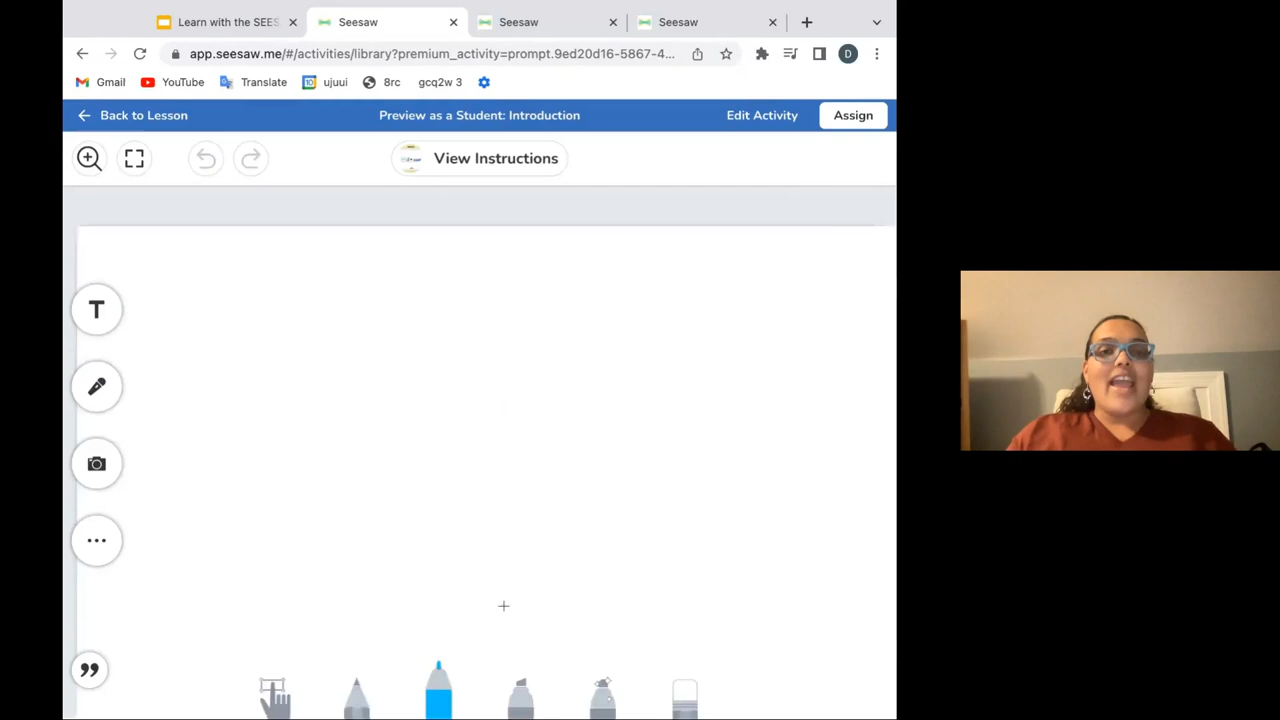 Learn with the SEES
Seesaw
Seesaw
Seesaw
app.seesaw.me/#/activities/library?premium_activity=prompt.9ed20d16-5867-4...
D
Gmail
YouTube
Translate
10
ujuui
8rc
gcq2w 3
Back to Lesson
Preview as a Student: Introduction
Edit Activity
Assign
View Instructions
T